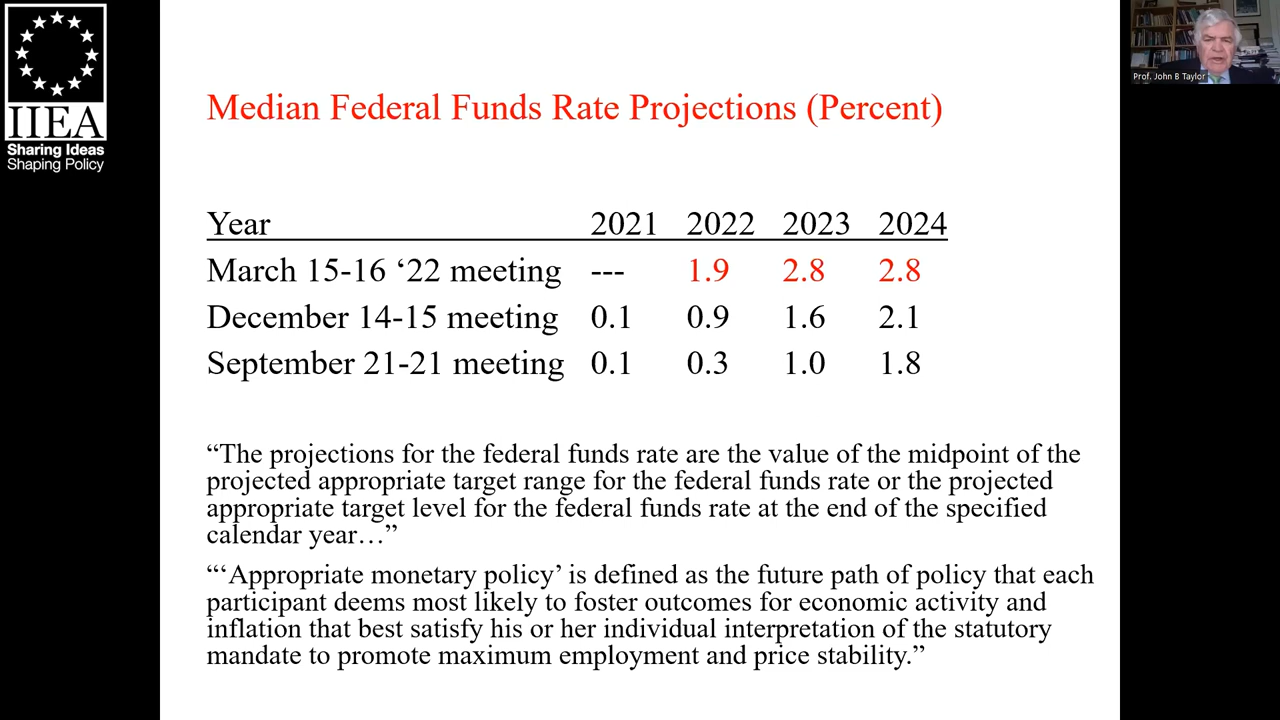 IIEA
Sharing Ideas
Shaping Policy
Prof. John B Taylor
Median Federal Funds Rate Projections (Percent)
Year 2021 2022 2023 2024
March 15-16 ‘22 meeting --- 1.9 2.8 2.8
December 14-15 meeting 0.1 0.9 1.6 2.1
September 21-21 meeting 0.1 0.3 1.0 1.8
“The projections for the federal funds rate are the value of the midpoint of the
projected appropriate target range for the federal funds rate or the projected
appropriate target level for the federal funds rate at the end of the specified
calendar year…”
“‘Appropriate monetary policy’ is defined as the future path of policy that each
participant deems most likely to foster outcomes for economic activity and
inflation that best satisfy his or her individual interpretation of the statutory
mandate to promote maximum employment and price stability.”